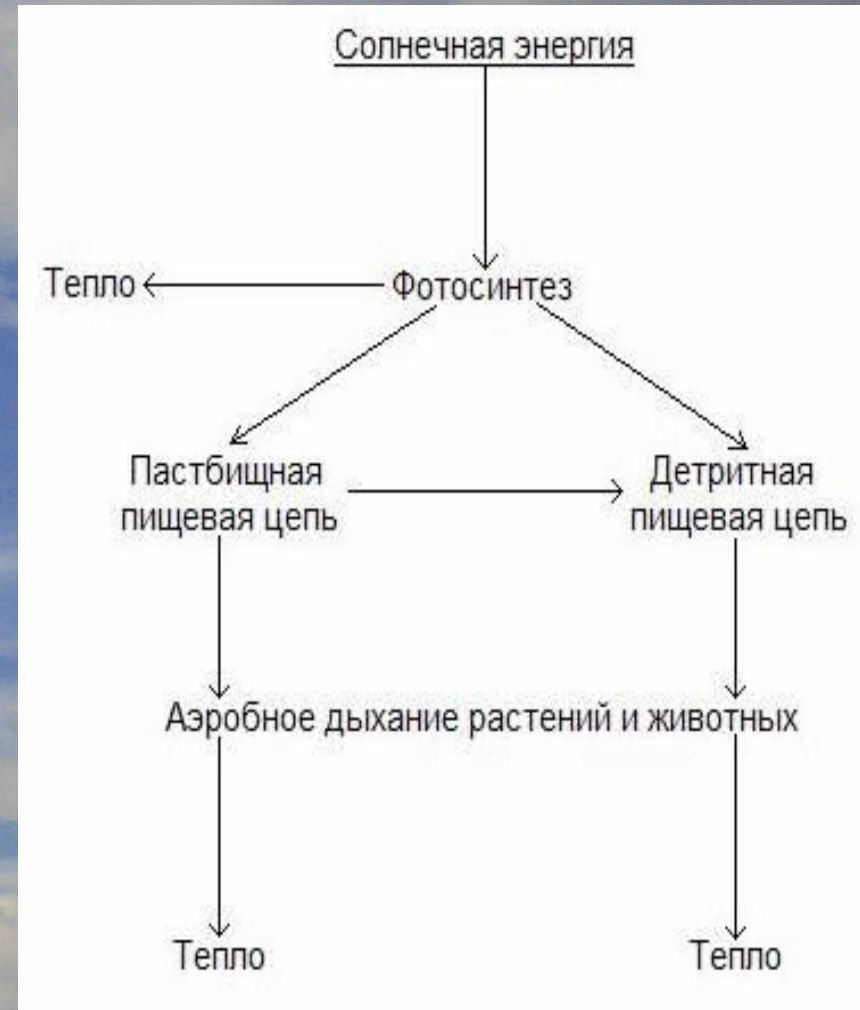 Солнечная энергия
Тепло
Фотосинтез
Пастбищная
пищевая цепь
Детритная
пищевая цепь
Аэробное дыхание растений и животных
Тепло
Тепло